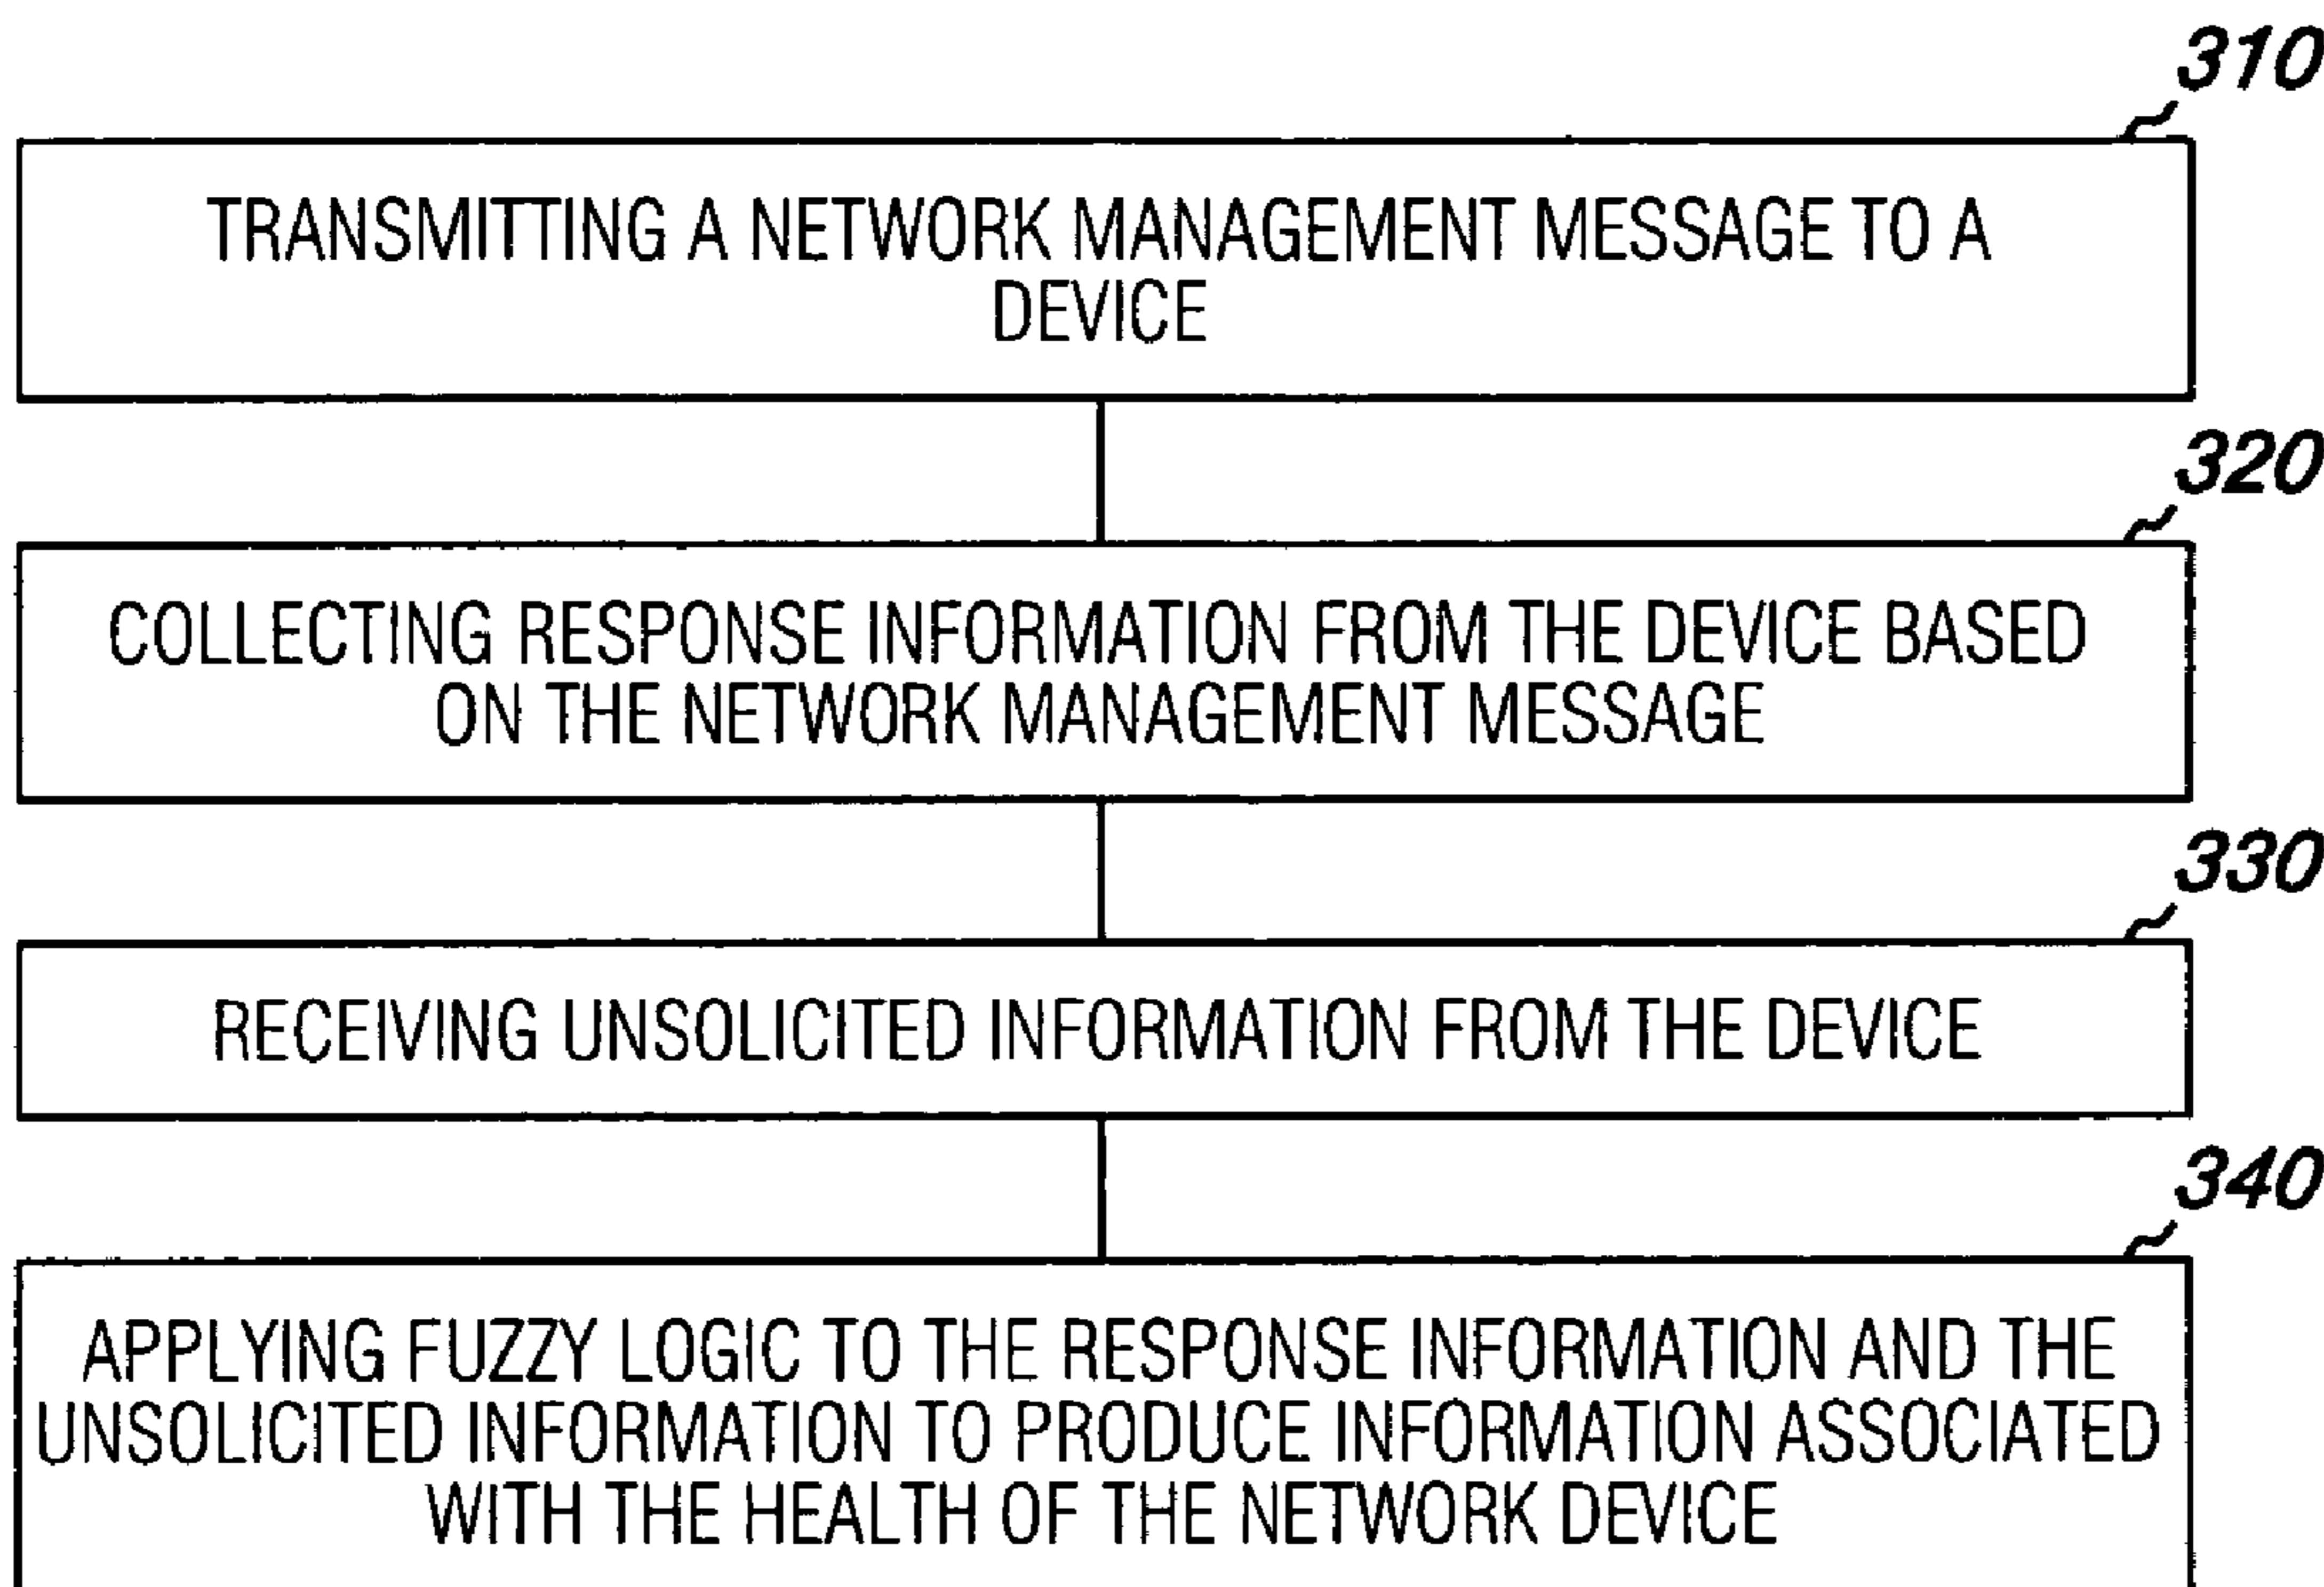 310
TRANSMITTING A NETWORK MANAGEMENT MESSAGE TO A
DEVICE
320
COLLECTING RESPONSE INFORMATION FROM THE DEVICE BASED
ON THE NETWORK MANAGEMENT MESSAGE
330
RECEIVING UNSOLICITED INFORMATION FROM THE DEVICE
340
APPLYING FUZZY LOGIC TO THE RESPONSE INFORMATION AND THE
UNSOLICITED INFORMATION TO PRODUCE INFORMATION ASSOCIATED
WITH THE HEALTH OF THE NETWORK DEVICE